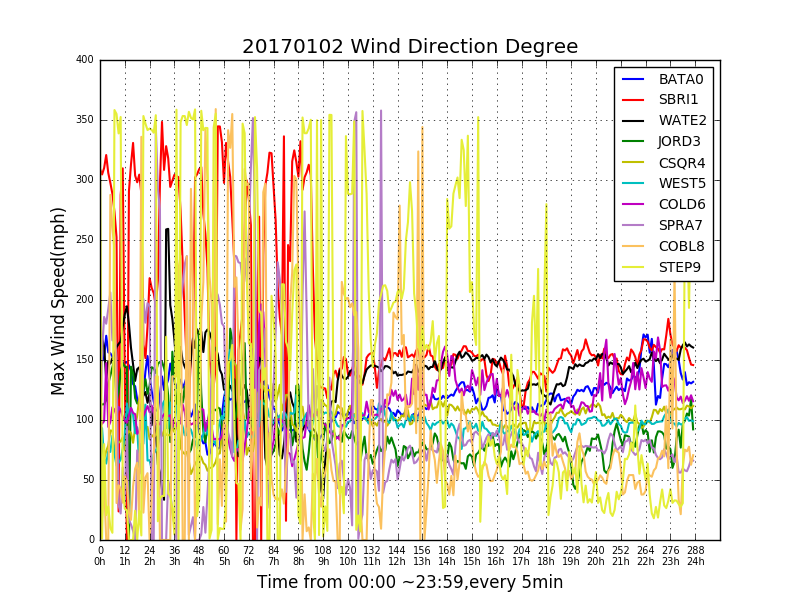 20170102 Wind Direction Degree
Max Wind Speed(mph)
400
350
300
250
200
150
100
50
0
BATA0
SBRI1
WATE2
JORD3
CSQR4
WEST5
COLD6
SPRA7
COBL8
STEP9
0 12 24 36 48 60 72 84 96 108 120 132 144 156 168 180 192 204 216 228 240 252 264 276 288
0h 1h 2h 3h 4h 5h 6h 7h 8h 9h 10h 11h 12h 13h 14h 15h 16h 17h 18h 19h 20h 21h 22h 23h 24h
Time from 00:00 ~23:59,every 5min